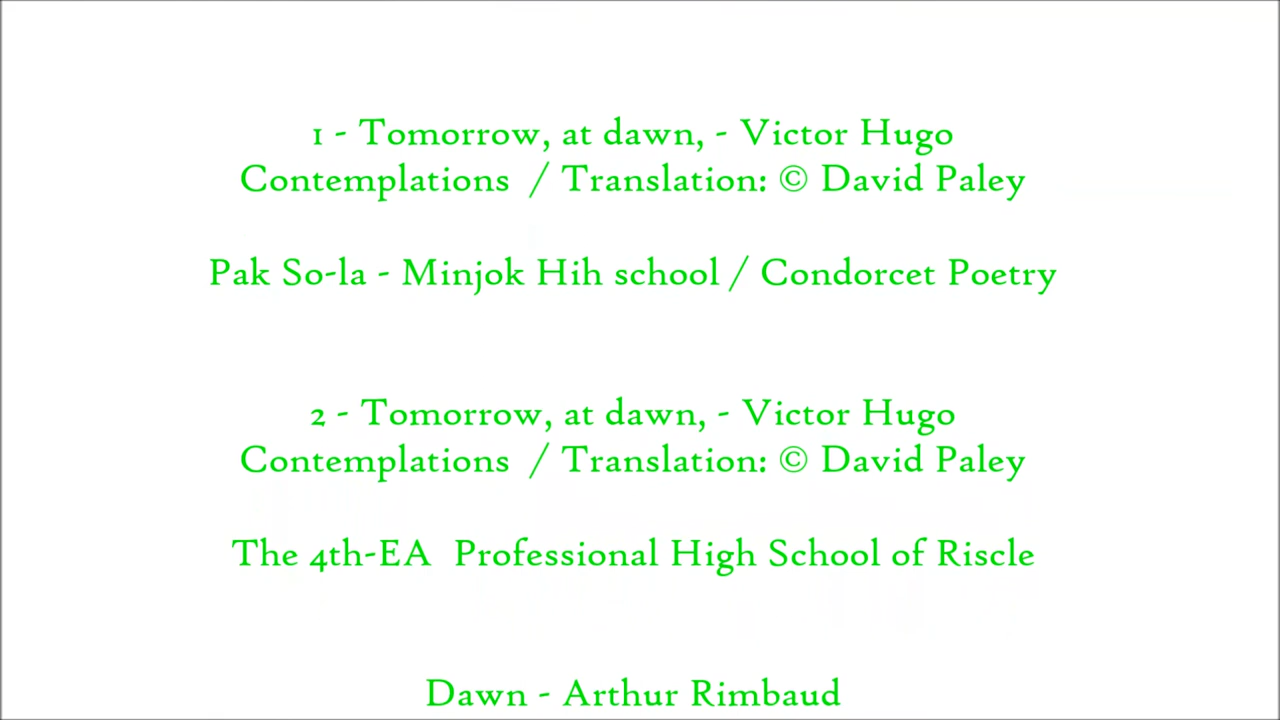 1 - Tomorrow, at dawn, - Victor Hugo
Contemplations / Translation: © David Paley
Pak So-la - Minjok Hih school / Condorcet Poetry
2 - Tomorrow, at dawn, - Victor Hugo
Contemplations / Translation: © David Paley
The 4th-EA Professional High School of Riscle
Dawn - Arthur Rimbaud